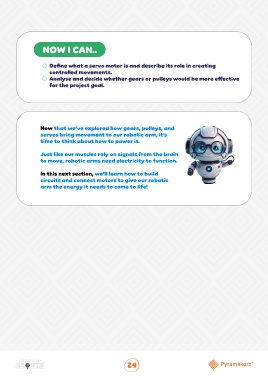 NOW I CAN..
Define what a servo motor is and describe its role in creating
controlled movements.
Analyse and decide whether gears or pulleys would be more effective
for the project goal.
Now that we've explored how gears, pulleys, and
servos bring movement to our robotic arm, it's
time to think about how to power it.
Just like our muscles rely on signals from the brain
to move, robotic arms need electricity to function.
In this next section, we'll learn how to build
circuits and connect motors to give our robotic
arm the energy it needs to come to life!
24
Pyramakerz